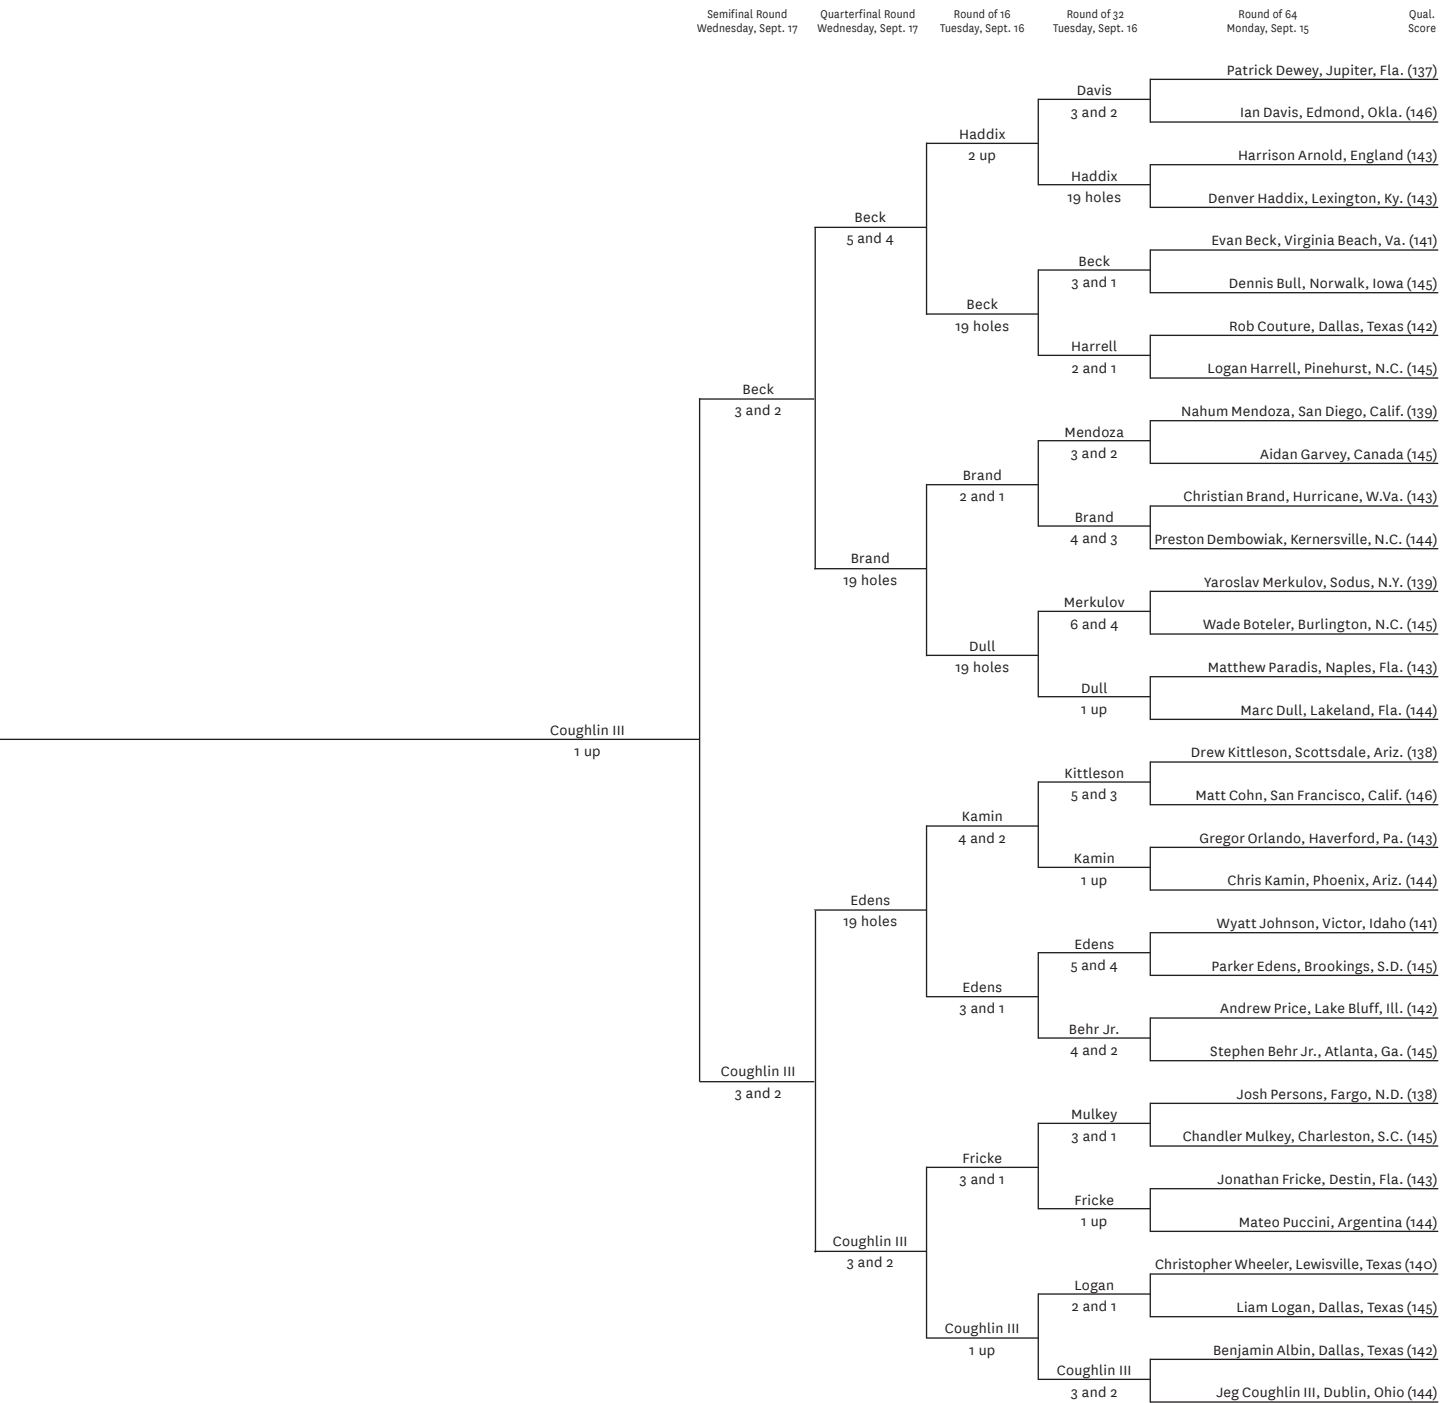 Semifinal Round
Wednesday, Sept. 17
Quarterfinal Round
Wednesday, Sept. 17
Round of 16
Tuesday, Sept. 16
Round of 32
Tuesday, Sept. 16
Round of 64
Monday, Sept. 15
Qual.
Score
Patrick Dewey, Jupiter, Fla. (137)
Davis
3 and 2
Ian Davis, Edmond, Okla. (146)
Haddix
2 up
Harrison Arnold, England (143)
Haddix
19 holes
Denver Haddix, Lexington, Ky. (143)
Beck
5 and 4
Evan Beck, Virginia Beach, Va. (141)
Beck
3 and 1
Dennis Bull, Norwalk, Iowa (145)
Beck
19 holes
Rob Couture, Dallas, Texas (142)
Harrell
2 and 1
Logan Harrell, Pinehurst, N.C. (145)
Beck
3 and 2
Nahum Mendoza, San Diego, Calif. (139)
Mendoza
3 and 2
Aidan Garvey, Canada (145)
Brand
2 and 1
Christian Brand, Hurricane, W.Va. (143)
Brand
4 and 3
Preston Dembowiak, Kernersville, N.C. (144)
Brand
19 holes
Yaroslav Merkulov, Sodus, N.Y. (139)
Merkulov
6 and 4
Wade Boteler, Burlington, N.C. (145)
Dull
19 holes
Matthew Paradis, Naples, Fla. (143)
Dull
1 up
Marc Dull, Lakeland, Fla. (144)
Coughlin III
1 up
Drew Kittleson, Scottsdale, Ariz. (138)
Kittleson
5 and 3
Matt Cohn, San Francisco, Calif. (146)
Kamin
4 and 2
Gregor Orlando, Haverford, Pa. (143)
Kamin
1 up
Chris Kamin, Phoenix, Ariz. (144)
Edens
19 holes
Wyatt Johnson, Victor, Idaho (141)
Edens
5 and 4
Parker Edens, Brookings, S.D. (145)
Edens
3 and 1
Andrew Price, Lake Bluff, Ill. (142)
Behr Jr.
4 and 2
Stephen Behr Jr., Atlanta, Ga. (145)
Coughlin III
3 and 2
Josh Persons, Fargo, N.D. (138)
Mulkey
3 and 1
Chandler Mulkey, Charleston, S.C. (145)
Fricke
3 and 1
Jonathan Fricke, Destin, Fla. (143)
Fricke
1 up
Mateo Puccini, Argentina (144)
Coughlin III
3 and 2
Christopher Wheeler, Lewisville, Texas (140)
Logan
2 and 1
Liam Logan, Dallas, Texas (145)
Coughlin III
1 up
Benjamin Albin, Dallas, Texas (142)
Coughlin III
3 and 2
Jeg Coughlin III, Dublin, Ohio (144)